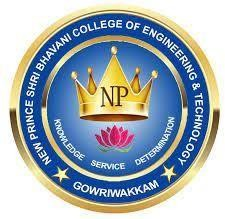 NEW PRINCE SHRI BHAVANI COLLEGE OF ENGINEERING & TECHNOLOGY
NP
KNOWLEDGE SERVICE DETERMINATION
GOWRIWAKKAM